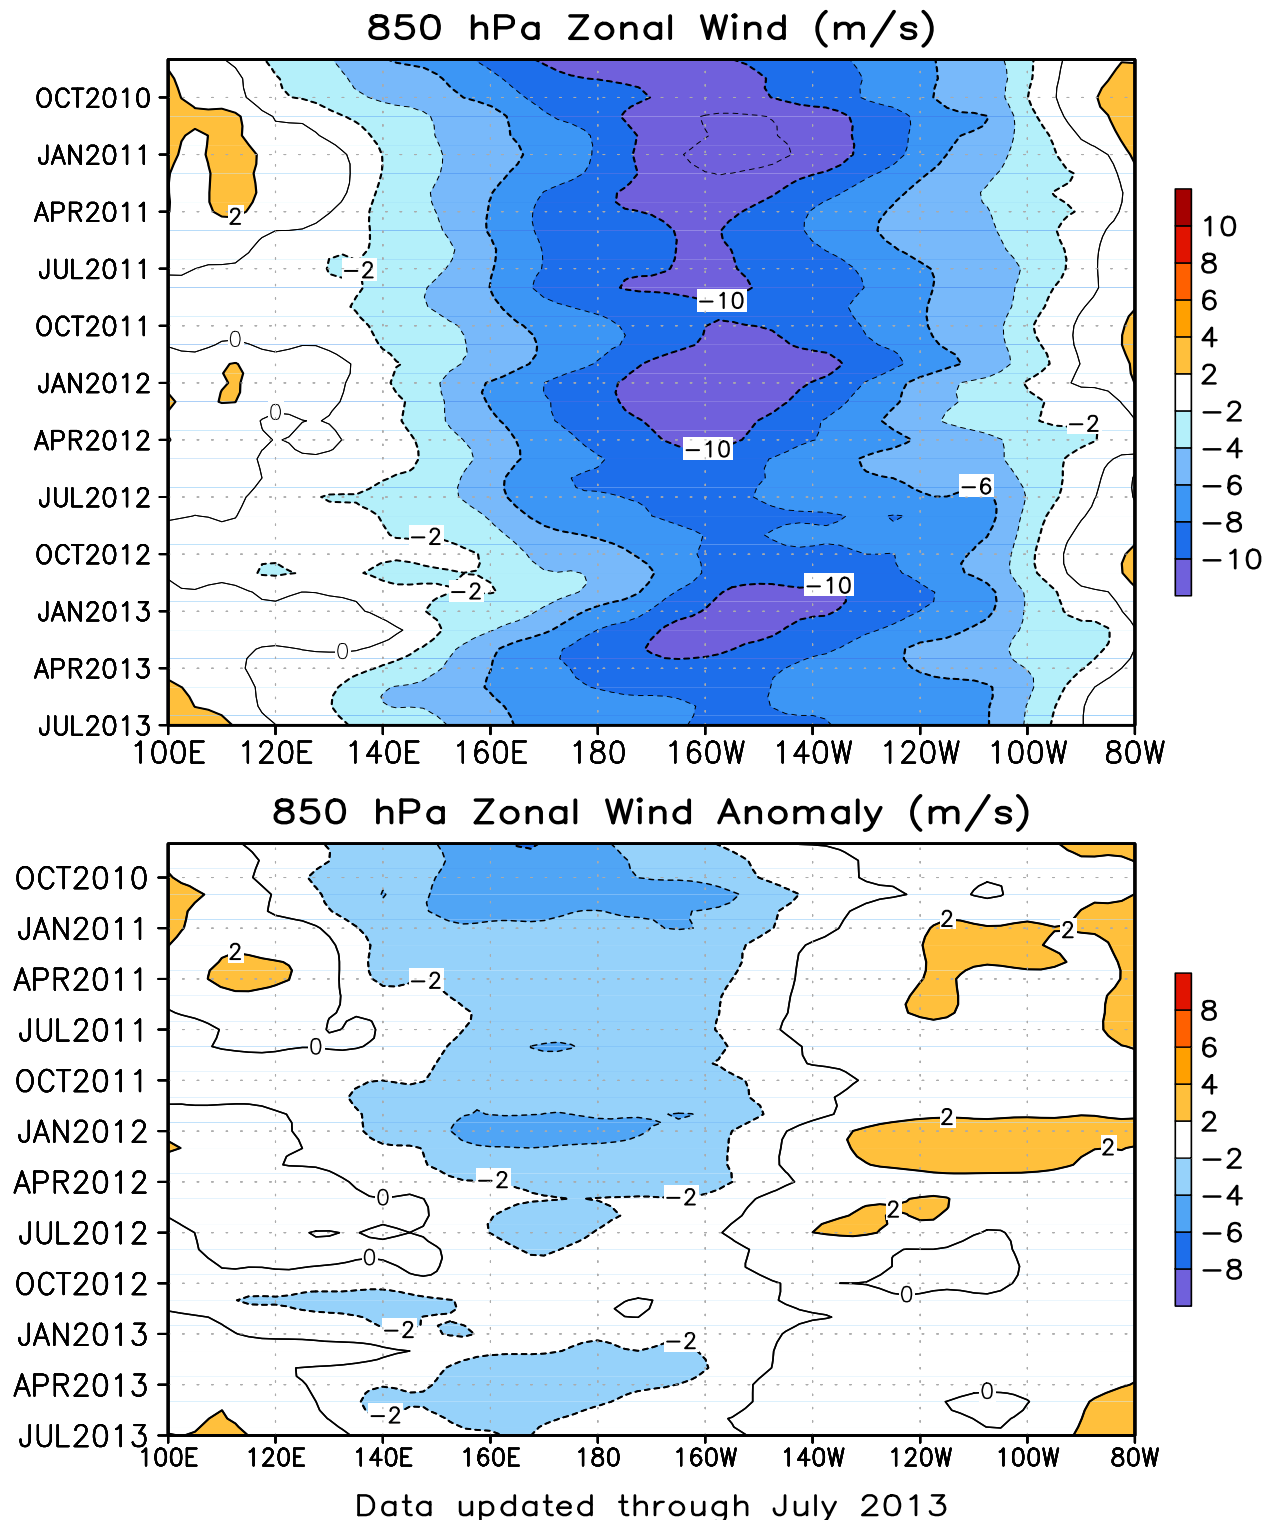 850 hPa Zonal Wind (m/s)
OCT2010
JAN2011
APR2011
JUL2011
OCT2011
JAN2012
APR2012
JUL2012
OCT2012
JAN2013
APR2013
JUL2013
2
-2
-10
0
0
-2
-10
-6
-2
-10
-2
0
100E 120E 140E 160E 180 160W 140W 120W 100W 80W
10
8
6
4
2
-2
-4
-6
-8
-10
850 hPa Zonal Wind Anomaly (m/s)
OCT2010
JAN2011
APR2011
JUL2011
OCT2011
JAN2012
APR2012
JUL2012
OCT2012
JAN2013
APR2013
JUL2013
2 2
2
-2
0
2
2
-2
0 -2
2
0
0
-2 -2
0
-2
100E 120E 140E 160E 180 160W 140W 120W 100W 80W
8
6
4
2
-2
-4
-6
-8
Data updated through July 2013